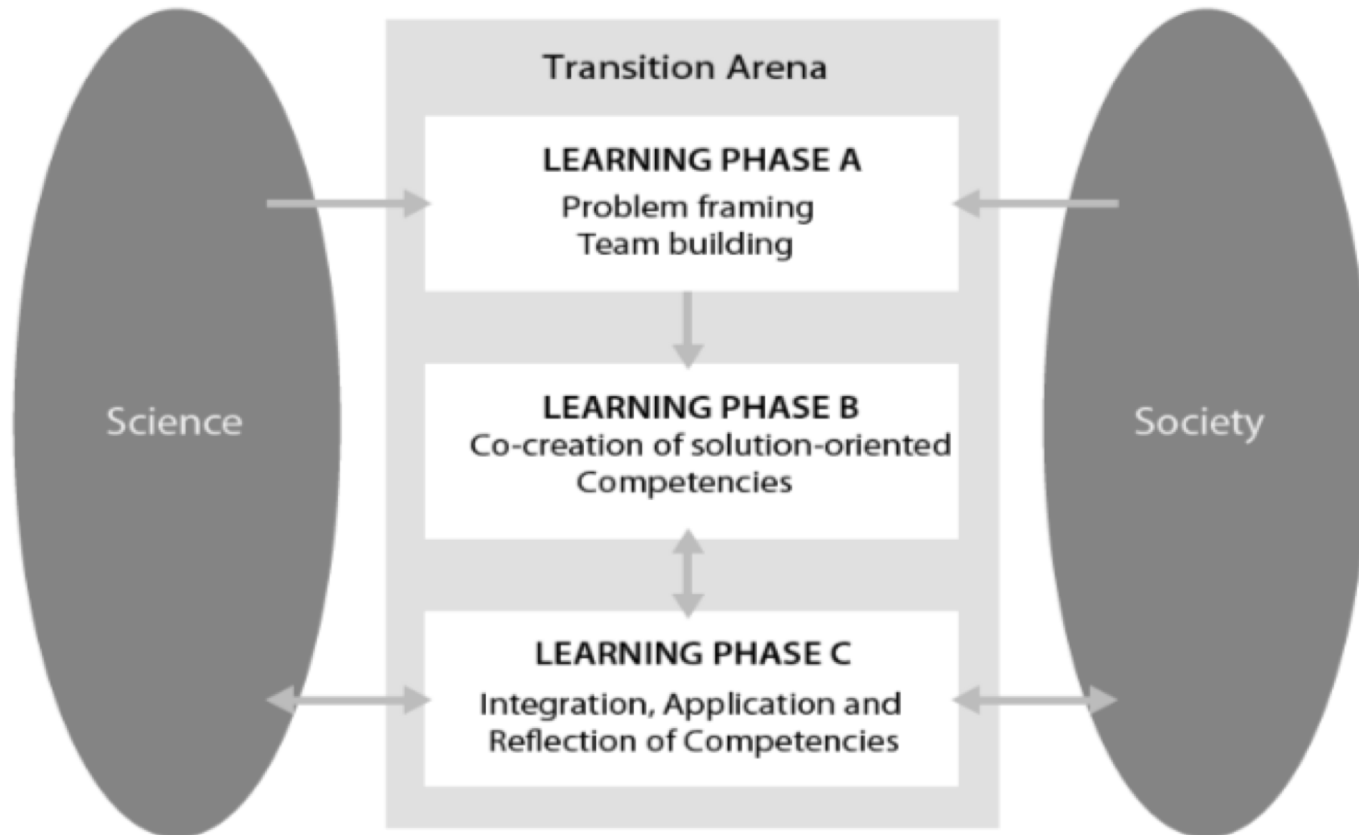 Transition Arena
LEARNING PHASE A
Problem framing
Team building
Science
LEARNING PHASE B
Co-creation of solution-oriented
Competencies
Society
LEARNING PHASE C
Integration, Application and
Reflection of Competencies